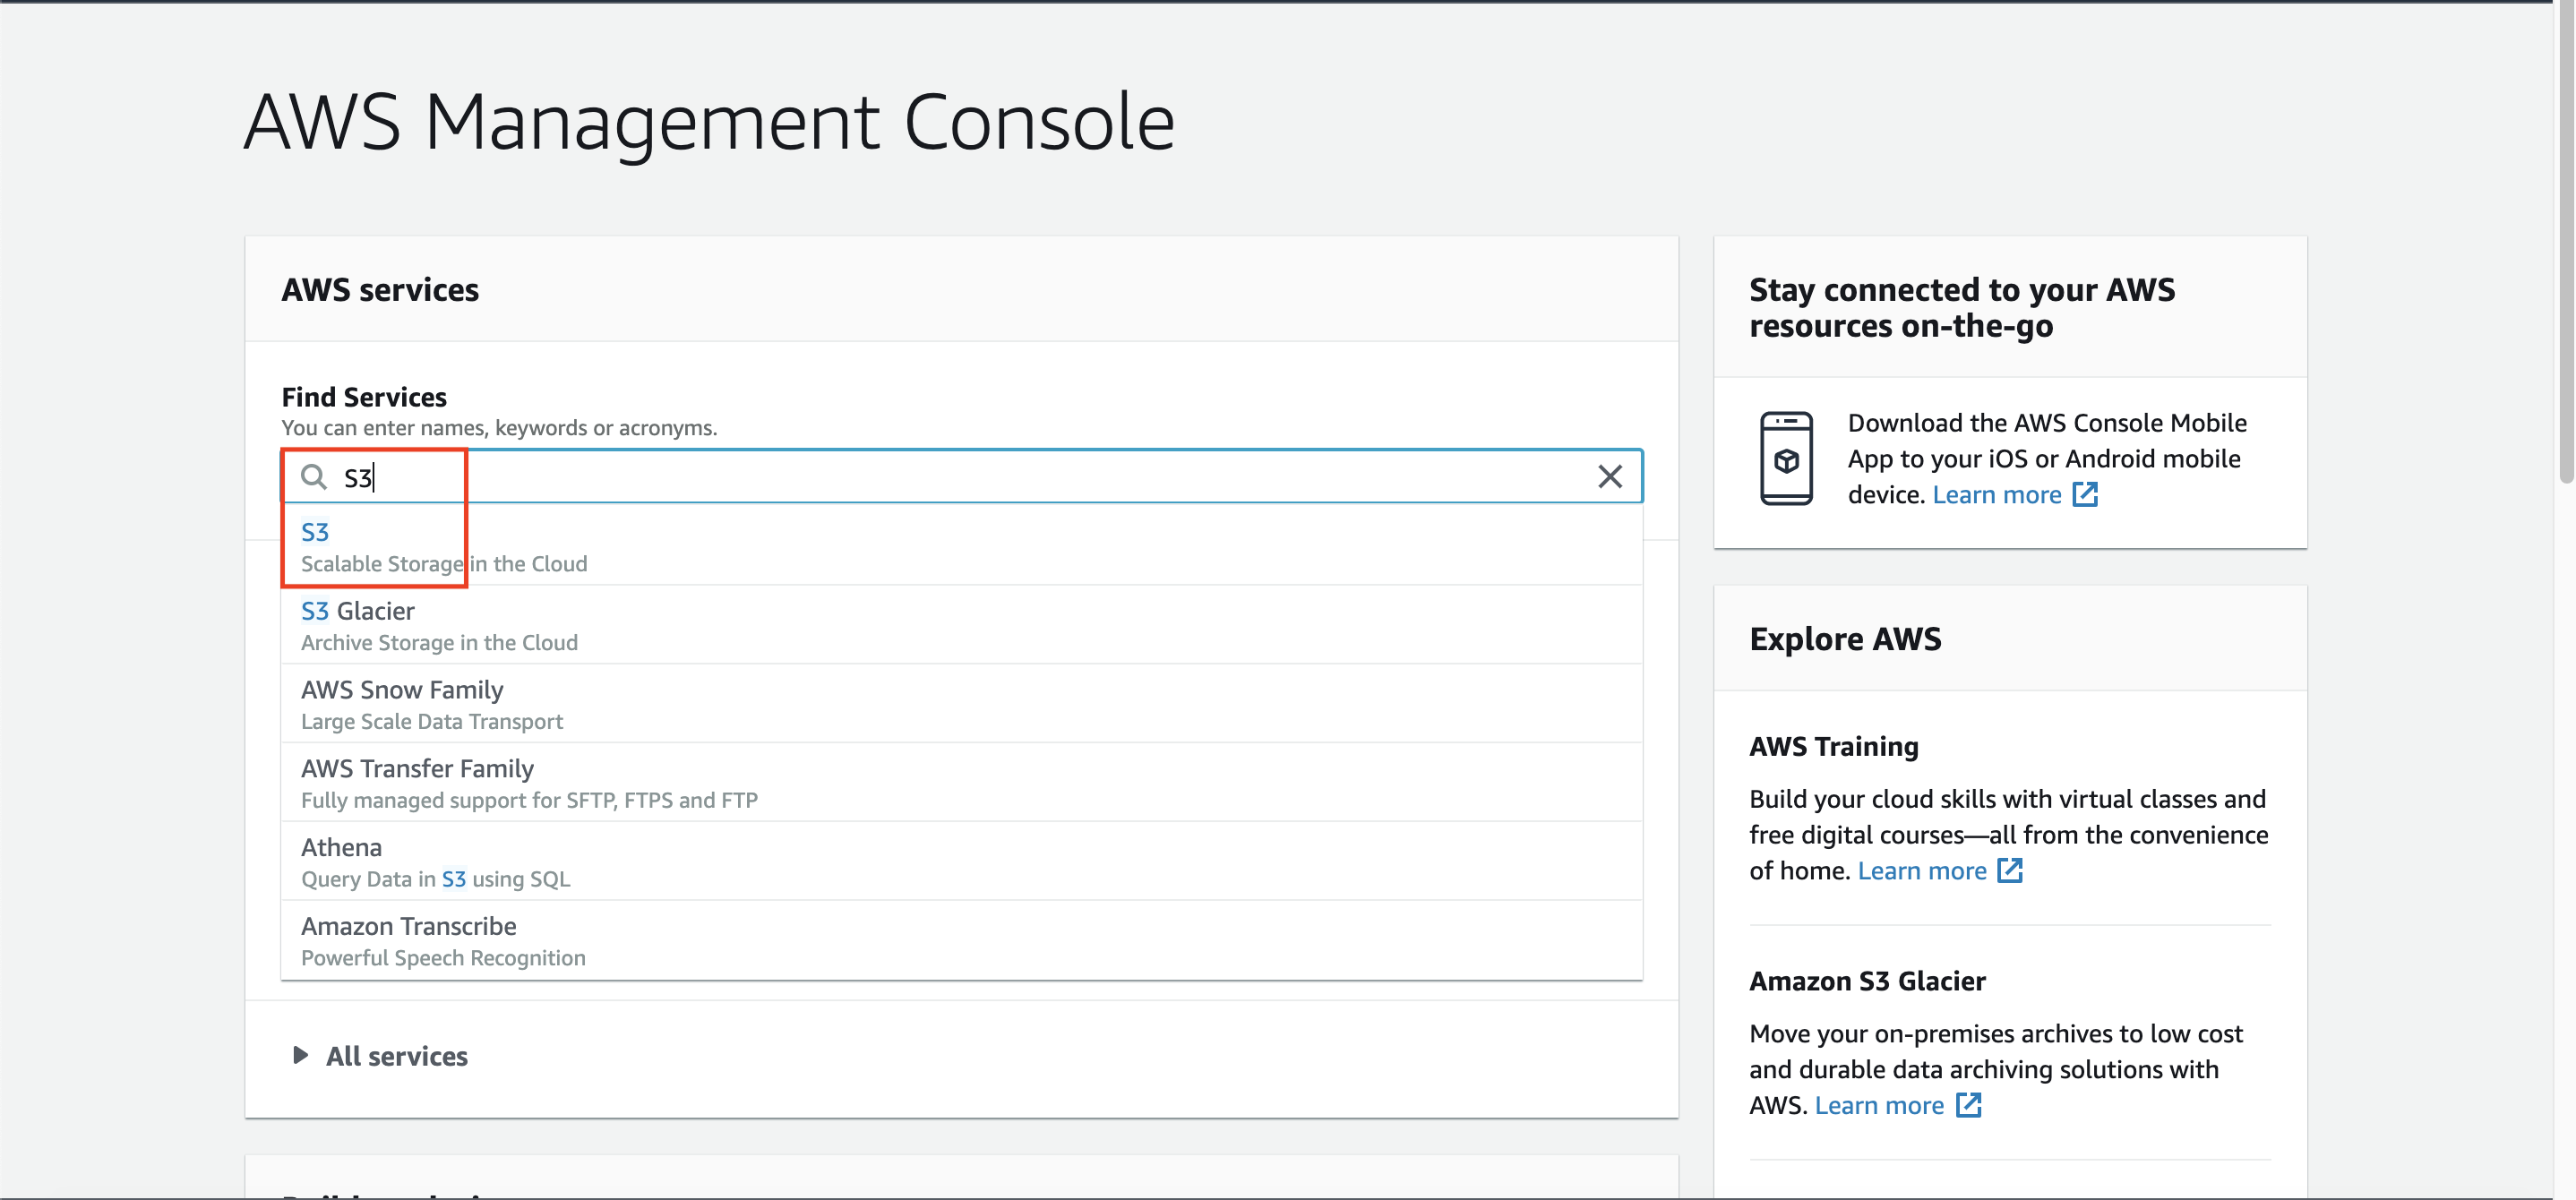 AWS Management Console
AWS services
Find Services
You can enter names, keywords or acronyms.
S3
S3
Scalable Storage in the Cloud
S3 Glacier
Archive Storage in the Cloud
AWS Snow Family
Large Scale Data Transport
AWS Transfer Family
Fully managed support for SFTP, FTPS and FTP
Athena
Query Data in S3 using SQL
Amazon Transcribe
Powerful Speech Recognition
All services
Stay connected to your AWS
resources on-the-go
Download the AWS Console Mobile
App to your iOS or Android mobile
device. Learn more
Explore AWS
AWS Training
Build your cloud skills with virtual classes and
free digital courses—all from the convenience
of home. Learn more
Amazon S3 Glacier
Move your on-premises archives to low cost
and durable data archiving solutions with
AWS. Learn more